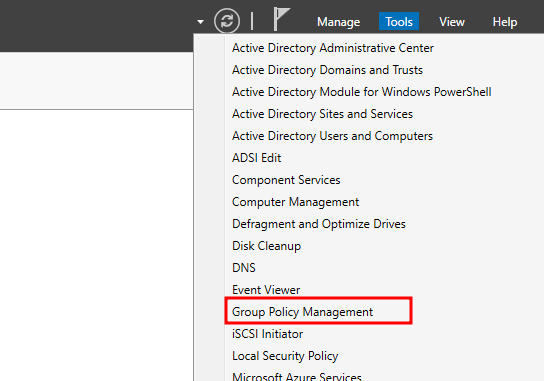 Manage Tools View Help
Active Directory Administrative Center
Active Directory Domains and Trusts
Active Directory Module for Windows PowerShell
Active Directory Sites and Services
Active Directory Users and Computers
ADSI Edit
Component Services
Computer Management
Defragment and Optimize Drives
Disk Cleanup
DNS
Event Viewer
Group Policy Management
iSCSI Initiator
Local Security Policy
Microsoft Azure Services